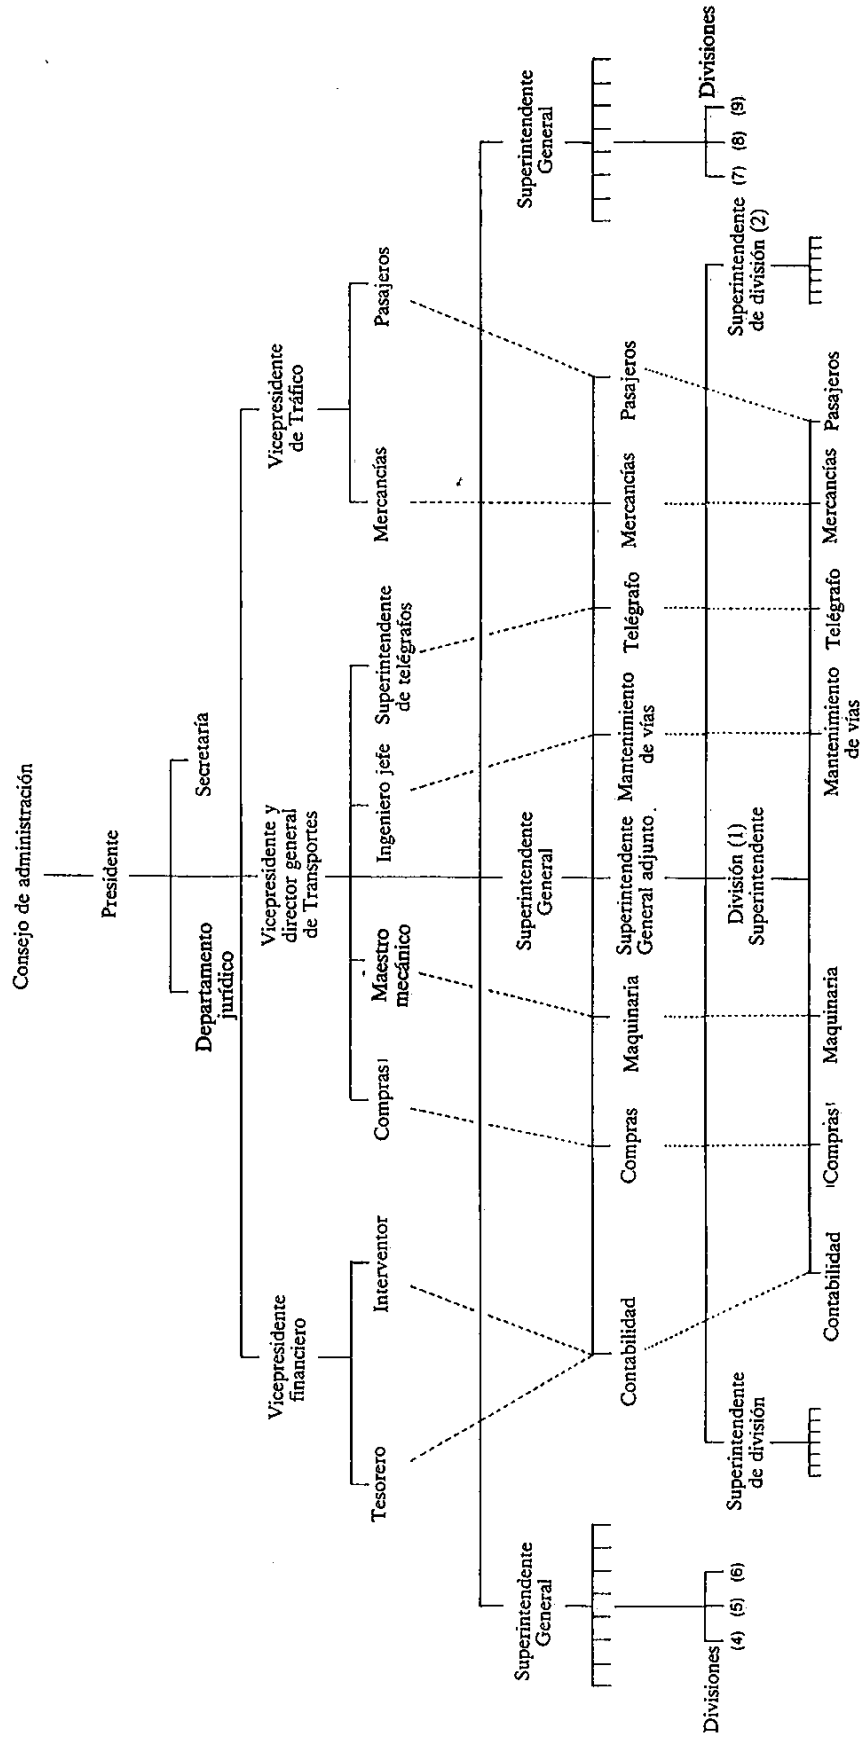 Consejo de administración
Presidente
Departamento
jurídico
Secretaría
Vicepresidente
financiero
Vicepresidente y
director general
de Transportes
Vicepresidente
de Tráfico
Tesorero
Interventor
Compras
Maestro
mecánico
Ingeniero jefe
Superintendente
de telégrafos
Mercancías
Pasajeros
Superintendente
General
Superintendente
General
Superintendente
General
Contabilidad
Compras
Maquinaria
Superintendente
General adjunto
Mantenimiento
de vías
Telégrafo
Mercancías
Pasajeros
Divisiones
(4) (5) (6)
Superintendente
de división
División (1)
Superintendente
Superintendente
de división (2)
(7) (8) (9)
Divisiones
Contabilidad
Compras
Maquinaria
Mantenimiento
de vías
Telégrafo
Mercancías
Pasajeros